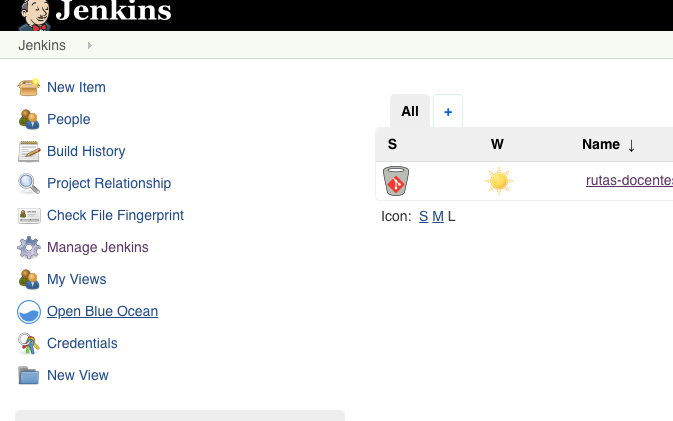 Jenkins
Jenkins
New Item
People
Build History
Project Relationship
Check File Fingerprint
Manage Jenkins
My Views
Open Blue Ocean
Credentials
New View
All +
S W Name ↓
rutas-docentes
Icon: S M L